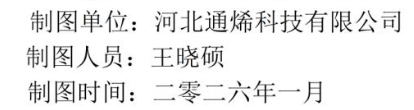 制图单位：河北通烯科技有限公司
制图人员：王晓硕
制图时间：二零二六年一月